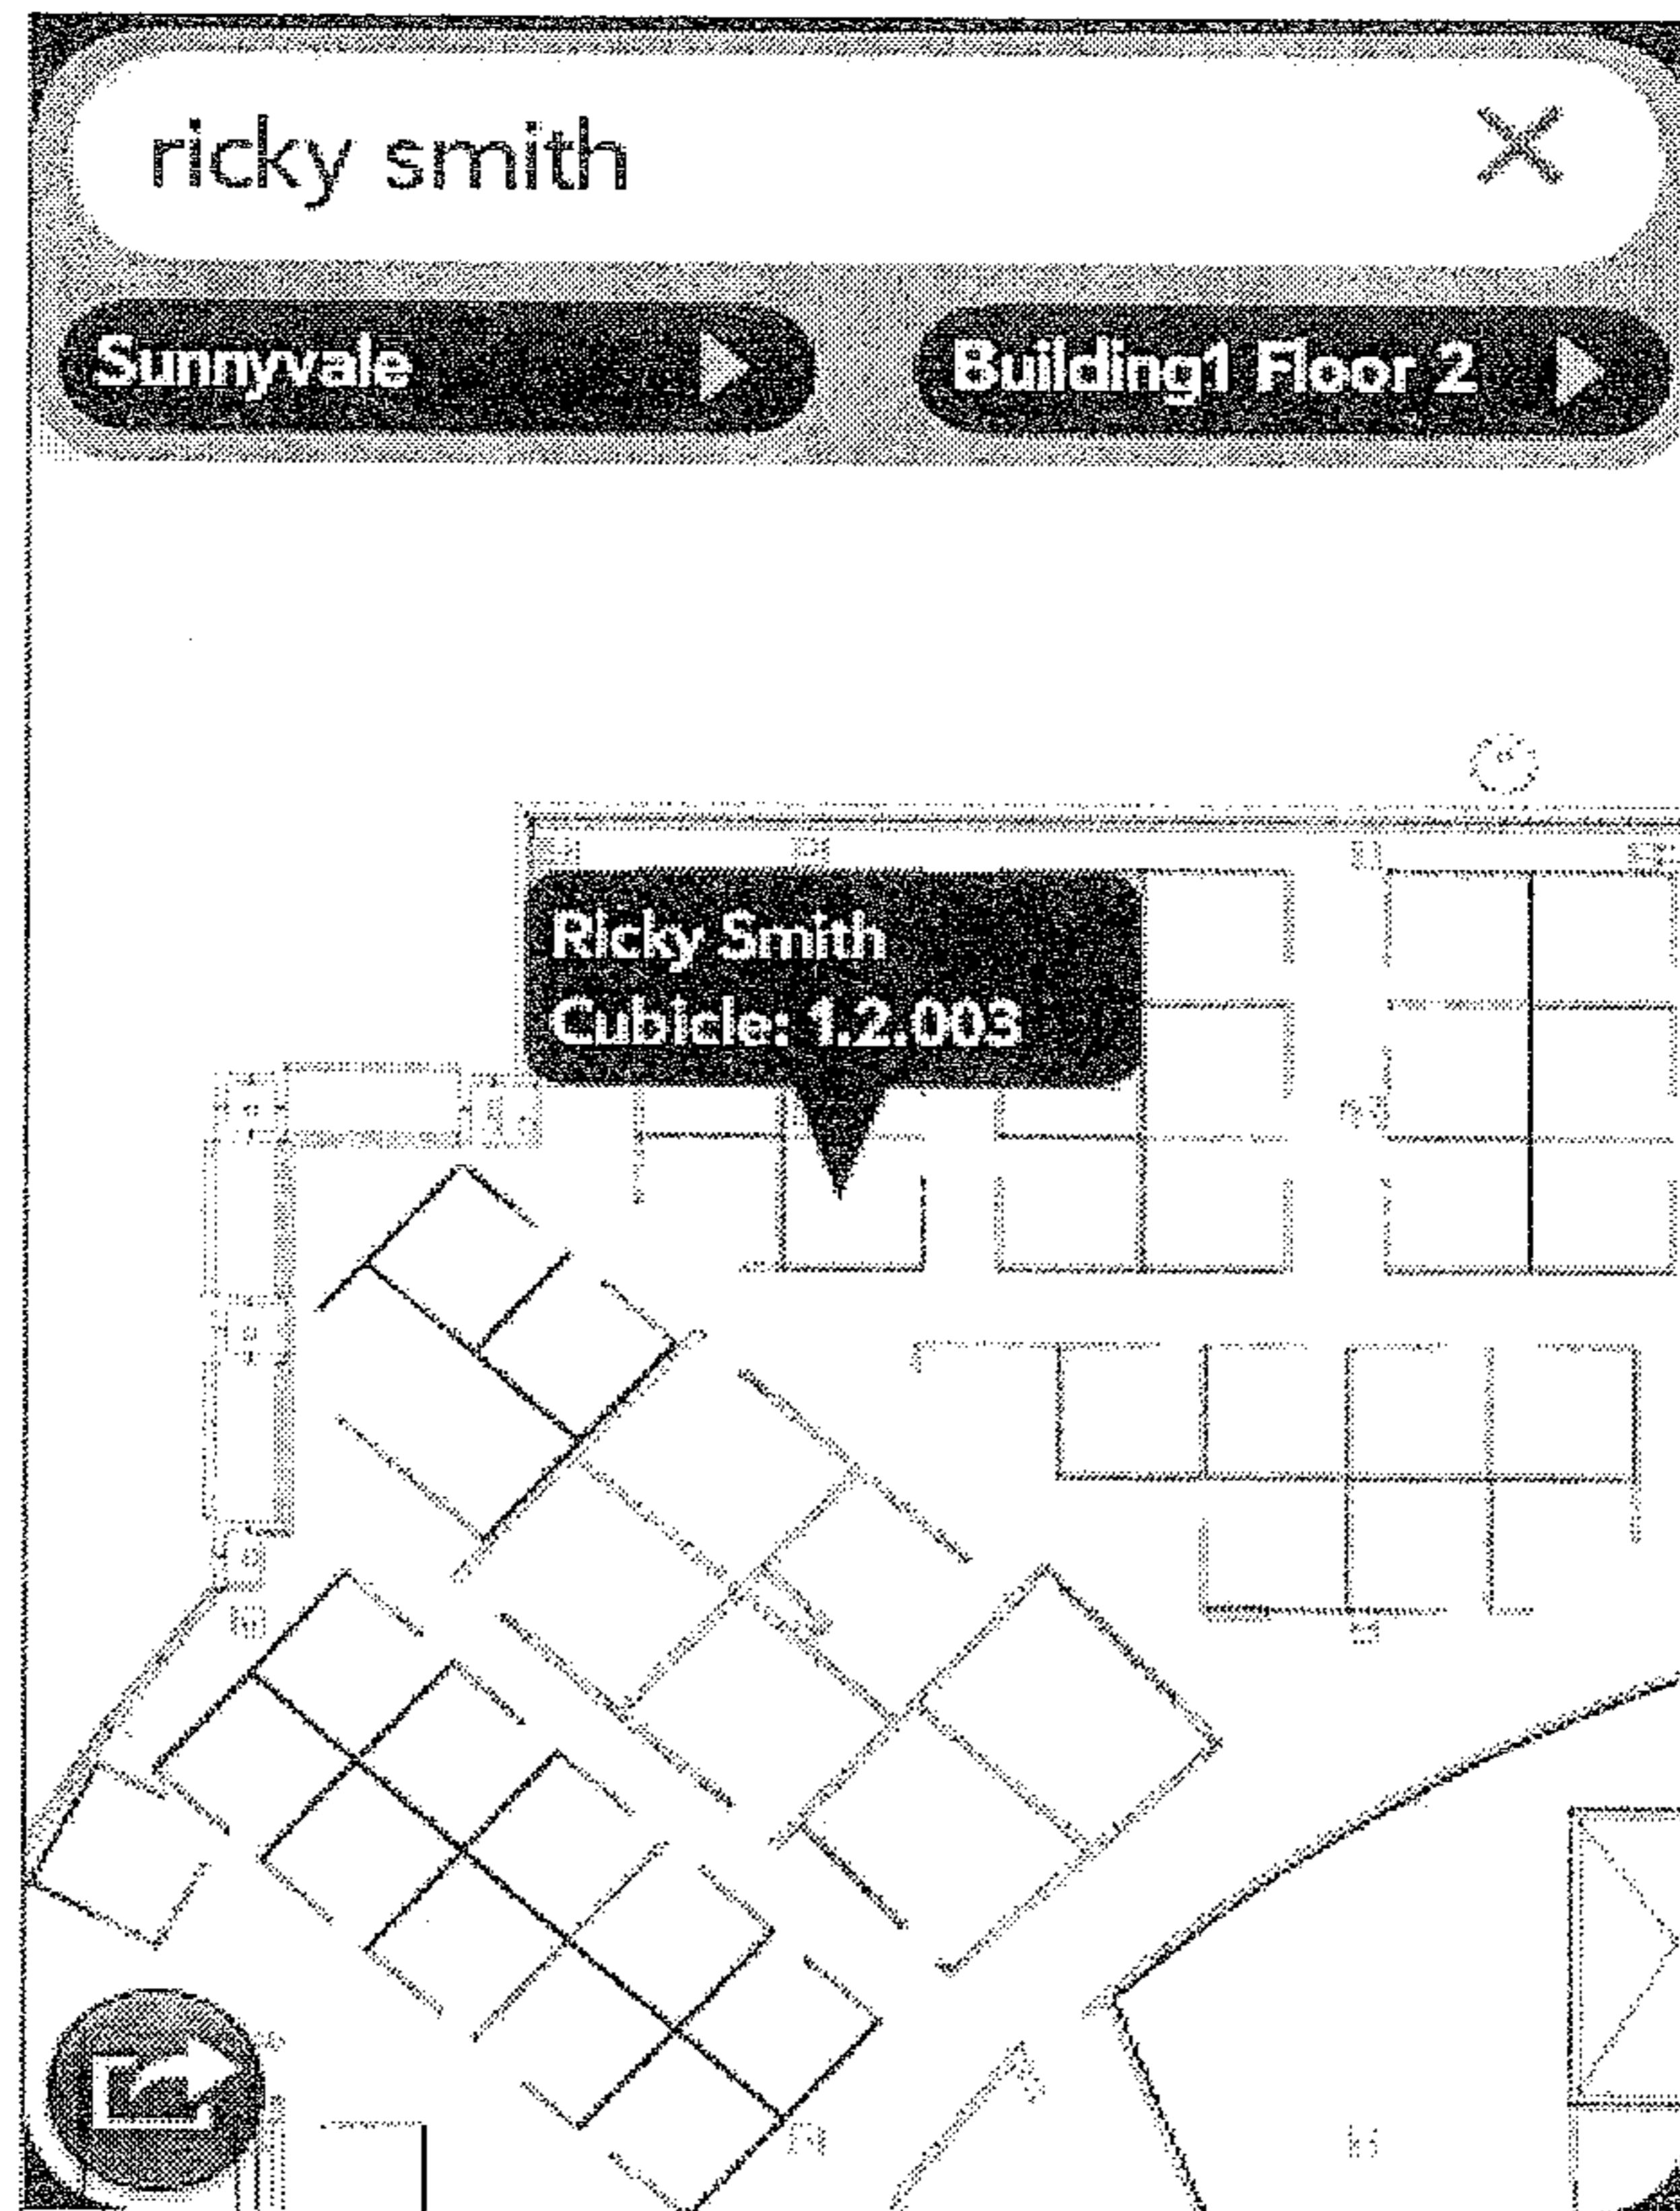 ricky smith
Sunnyvale
Building1 Floor 2
Ricky Smith
Cubicle: 1.2.003